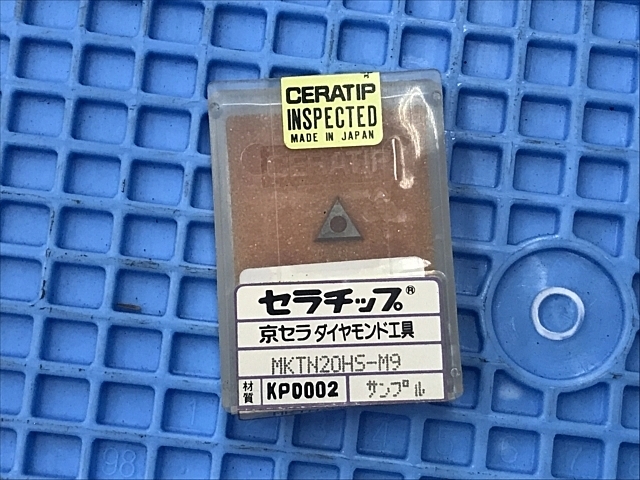 CERATIP
INSPECTED
MADE IN JAPAN
セラチップ®
京セラ ダイヤモンド工具
MKTN20HS-M9
材質 KPD002 サンプル
98